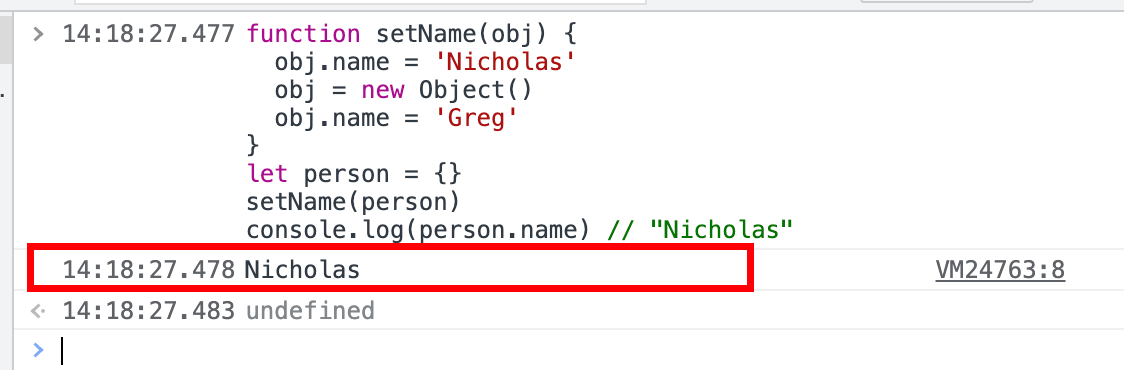 14:18:27.477 function setName(obj) {
obj.name = 'Nicholas'
obj = new Object()
obj.name = 'Greg'
}
let person = {}
setName(person)
console.log(person.name) // "Nicholas"
14:18:27.478 Nicholas VM24763:8
14:18:27.483 undefined